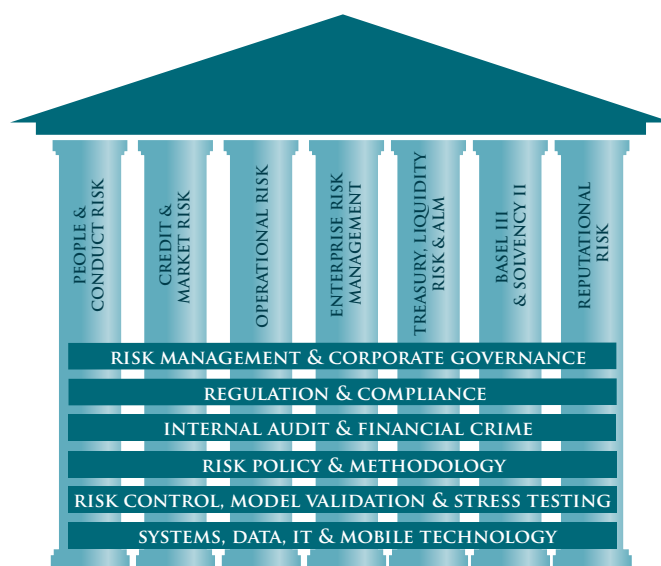 PEOPLE &
CONDUCT RISK
CREDIT &
MARKET RISK
OPERATIONAL RISK
ENTERPRISE RISK
MANAGEMENT
TREASURY, LIQUIDITY
RISK & ALM
BASEL III
& SOLVENCY II
REPUTATIONAL
RISK
RISK MANAGEMENT & CORPORATE GOVERNANCE
REGULATION & COMPLIANCE
INTERNAL AUDIT & FINANCIAL CRIME
RISK POLICY & METHODOLOGY
RISK CONTROL, MODEL VALIDATION & STRESS TESTING
SYSTEMS, DATA, IT & MOBILE TECHNOLOGY